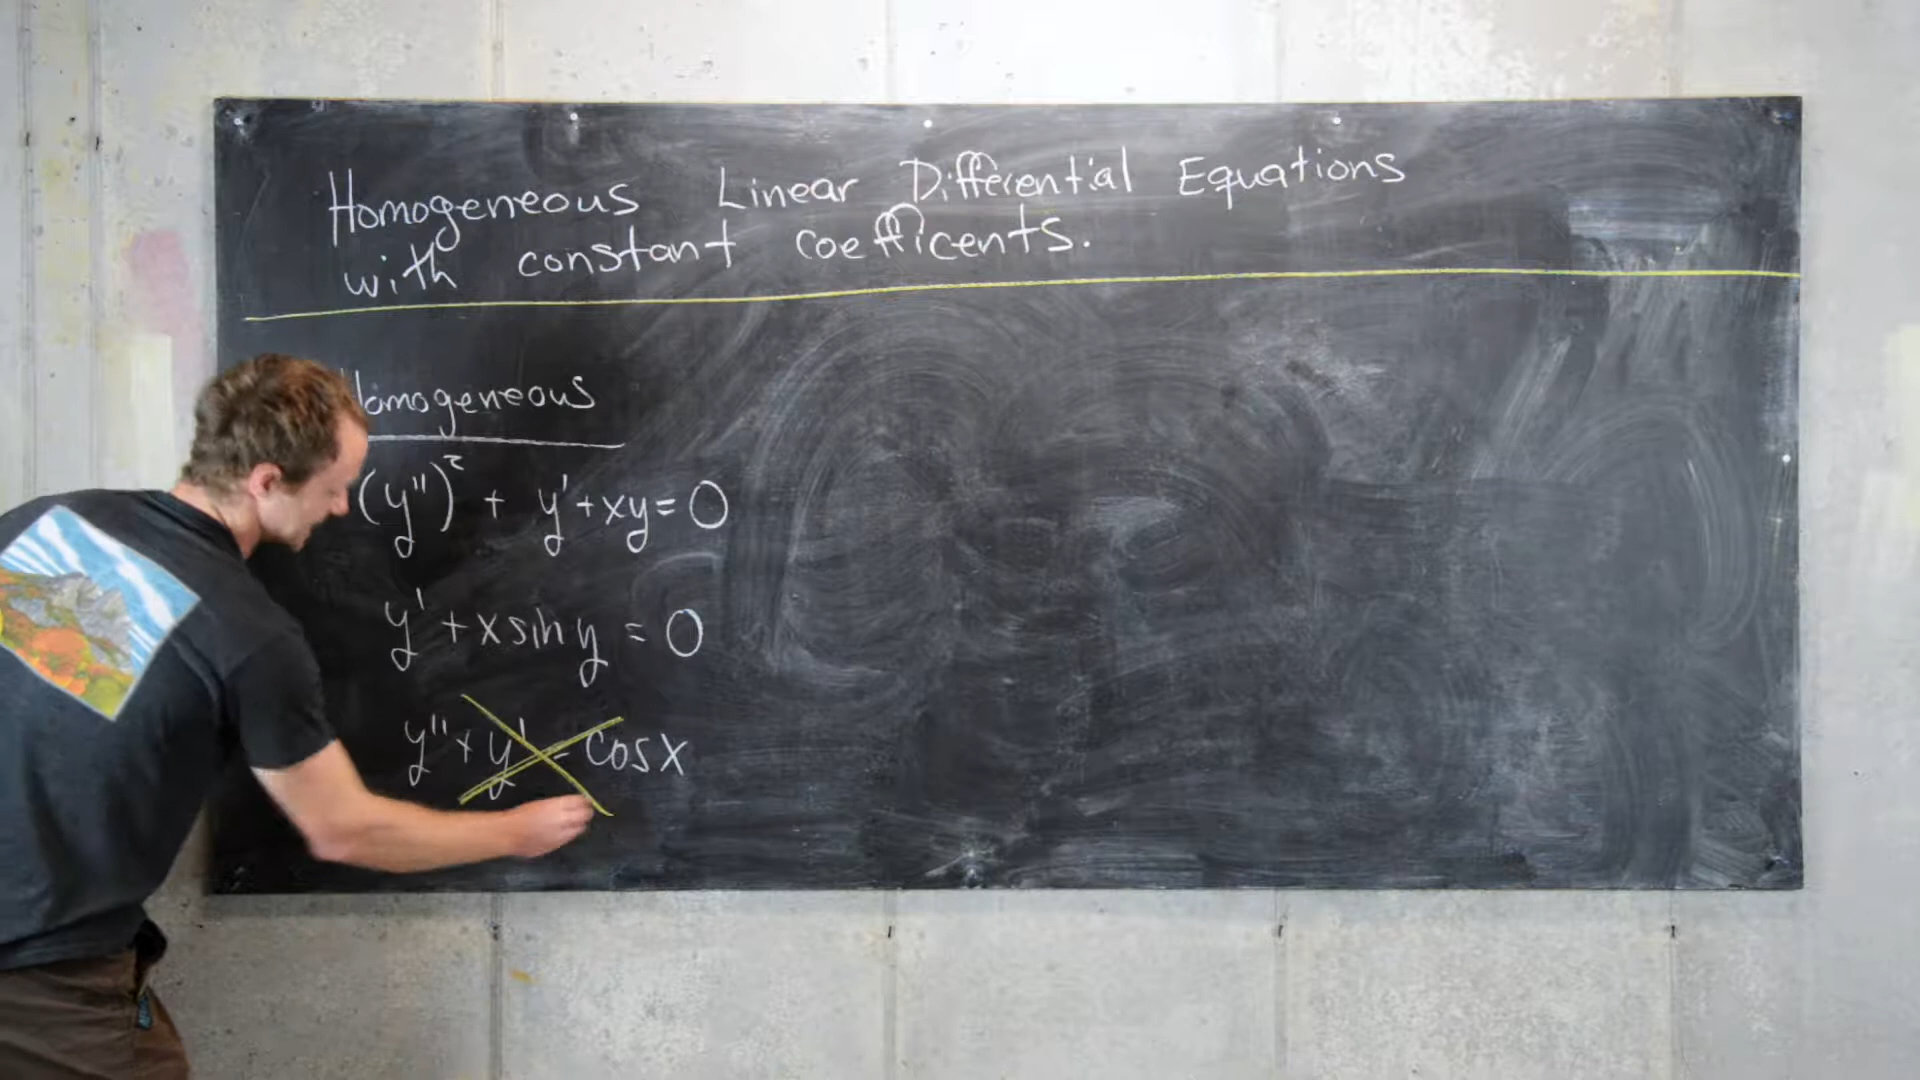 Homogeneous Linear Differential Equations
with constant coefficents.
Homogeneous
(y'')² + y' + xy = 0
y' + x sin y = 0
y'' + y' = cos x